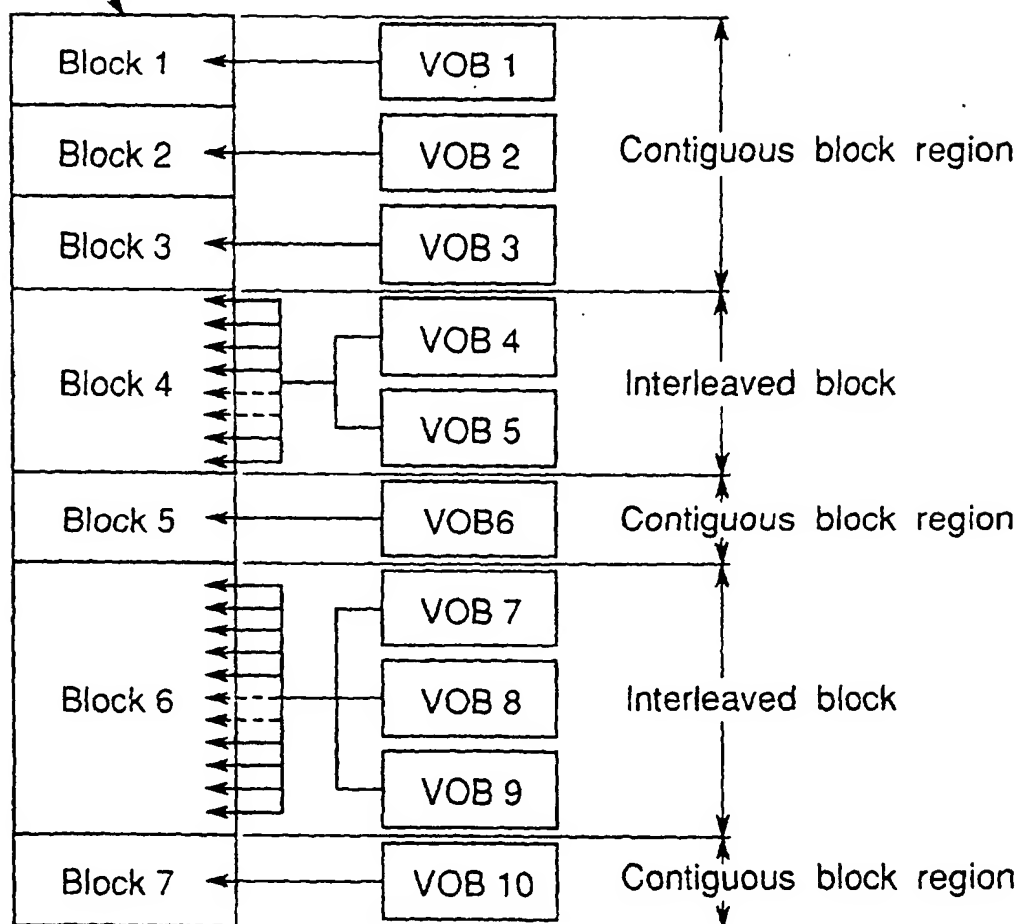 Block 1
VOB 1
Block 2
VOB 2
Contiguous block region
Block 3
VOB 3
VOB 4
Block 4
Interleaved block
VOB 5
Block 5
VOB6
Contiguous block region
VOB 7
Block 6
VOB 8
Interleaved block
VOB 9
Block 7
VOB 10
Contiguous block region